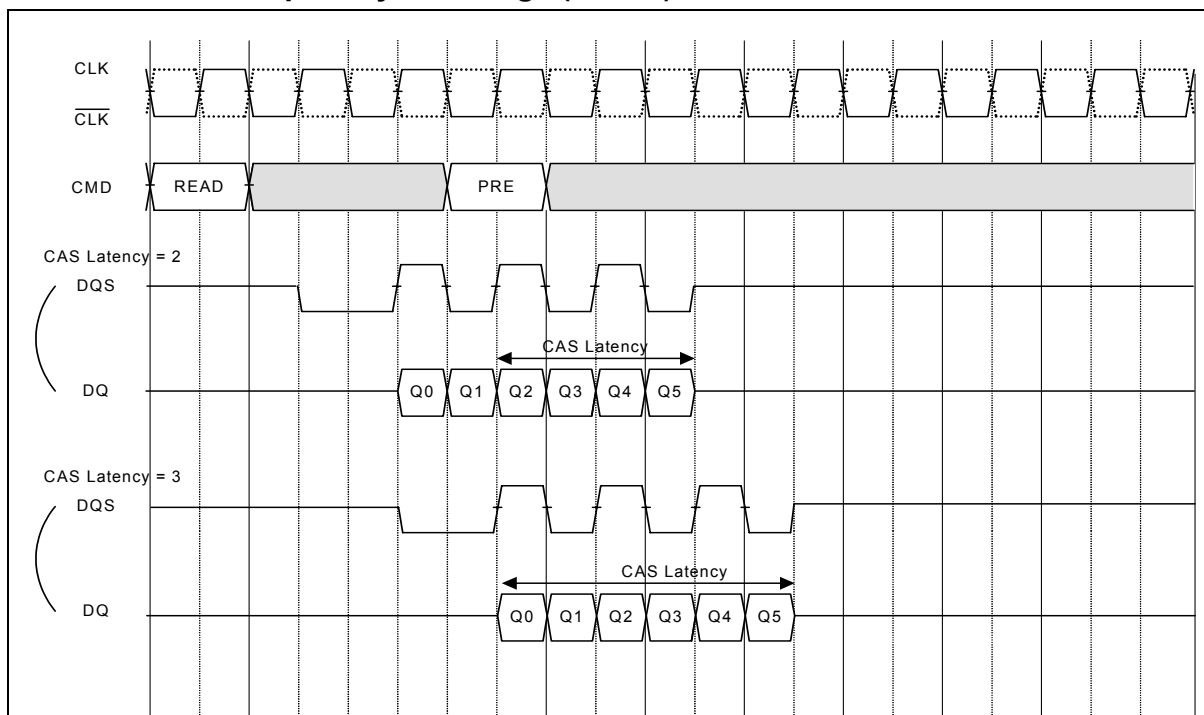 CLK
CLK
CMD READ PRE
CAS Latency = 2
DQS
CAS Latency
DQ Q0 Q1 Q2 Q3 Q4 Q5
CAS Latency = 3
DQS
CAS Latency
DQ Q0 Q1 Q2 Q3 Q4 Q5